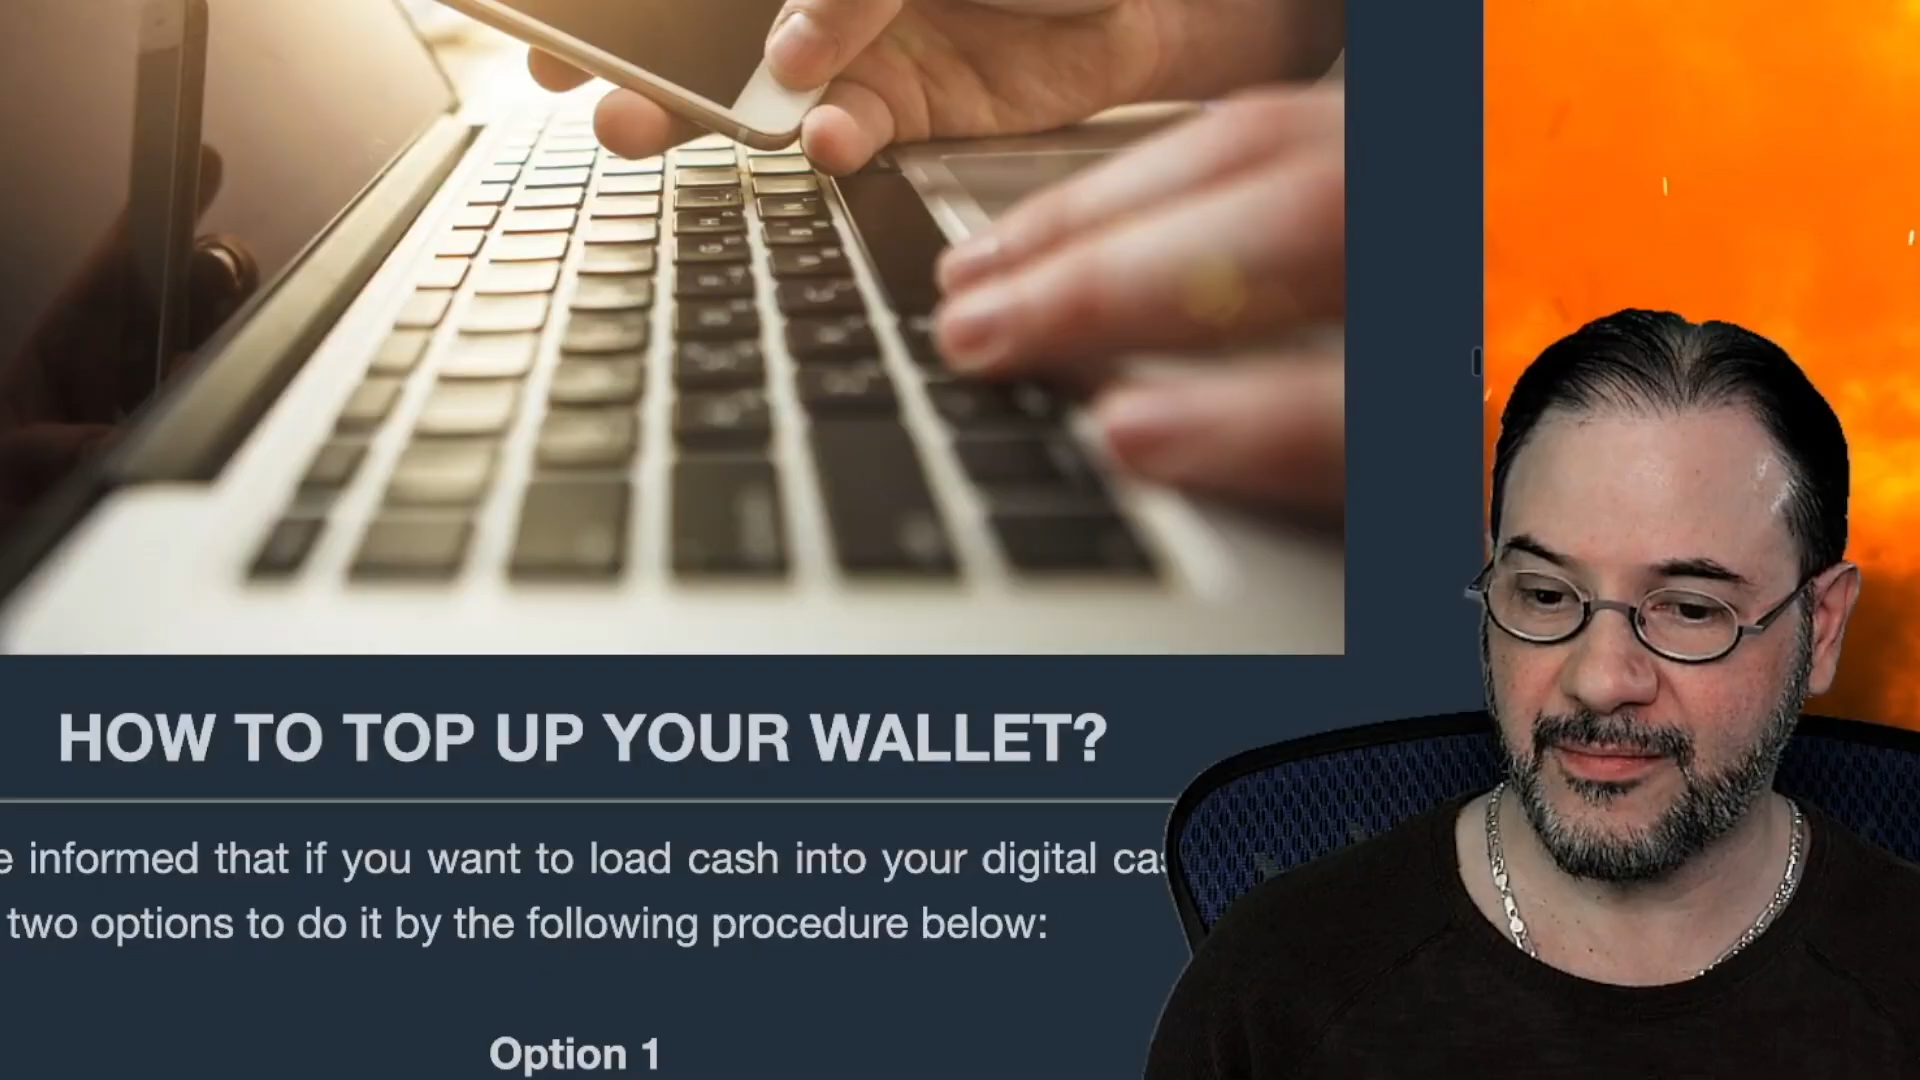 HOW TO TOP UP YOUR WALLET?
informed that if you want to load cash into your digital
two options to do it by the following procedure below:
Option 1